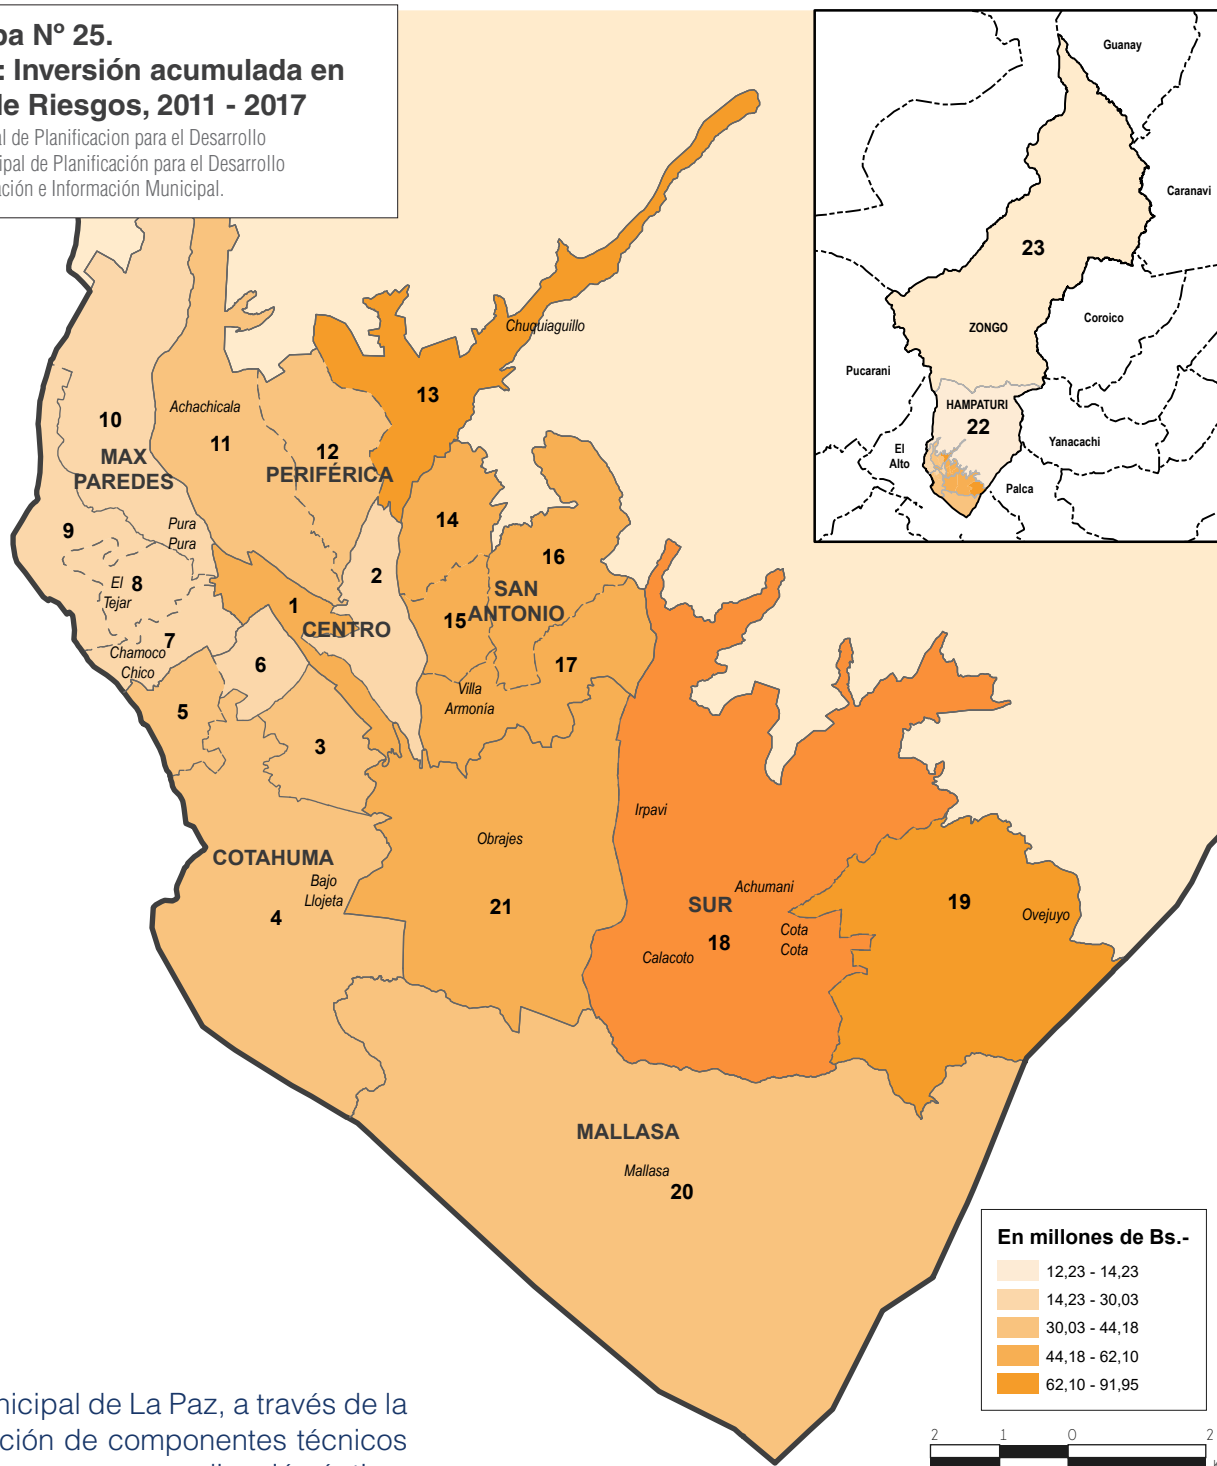 pa Nº 25.
: Inversión acumulada en
de Riesgos, 2011 - 2017
al de Planificacion para el Desarrollo
ipal de Planificación para el Desarrollo
ación e Información Municipal.
Guanay
Caranavi
23
ZONGO
Coroico
Pucarani
HAMPATURI
22
Yanacachi
El
Alto
Palca
Chuquiaguillo
13
Achachicala
10
11
12
MAX
PAREDES
PERIFÉRICA
9
Pura
Pura
14
16
El
Tejar
8
2
SAN
ANTONIO
1
CENTRO
15
7
Chamoco
Chico
6
17
Villa
Armonía
5
3
Irpavi
Obrajes
COTAHUMA
Bajo
Llojeta
4
21
Achumani
SUR
18
Cota
Cota
Calacoto
19
Ovejuyo
MALLASA
Mallasa
20
En millones de Bs.-
12,23 - 14,23
14,23 - 30,03
30,03 - 44,18
44,18 - 62,10
62,10 - 91,95
2 1 0 2
nicipal de La Paz, a través de la
ción de componentes técnicos